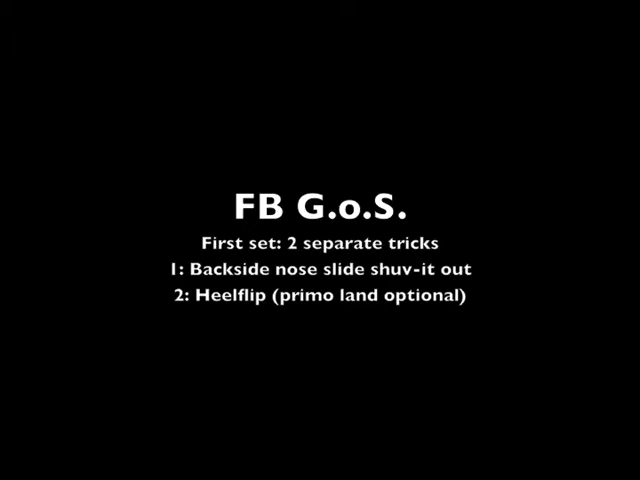 FB G.o.S.
First set: 2 separate tricks
1: Backside nose slide shuv-it out
2: Heelflip (primo land optional)